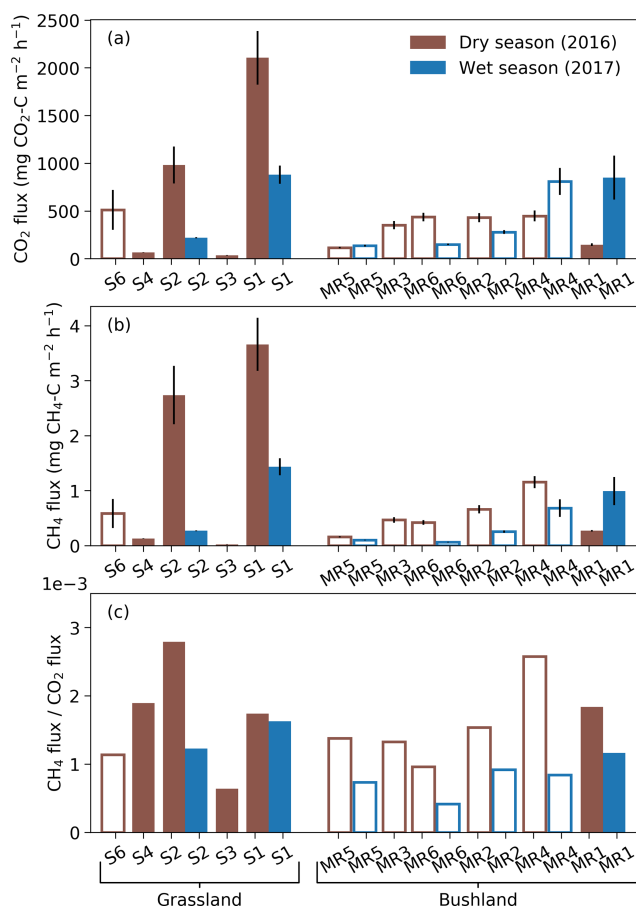 (a)
Dry season (2016)
Wet season (2017)
CO₂ flux (mg CO₂-C m⁻² h⁻¹)
2500
2000
1500
1000
500
0
S6 S4 S2 S2 S3 S1 S1 MR5 MR5 MR3 MR6 MR6 MR2 MR2 MR4 MR4 MR1 MR1
(b)
CH₄ flux (mg CH₄-C m⁻² h⁻¹)
4
3
2
1
0
S6 S4 S2 S2 S3 S1 S1 MR5 MR5 MR3 MR6 MR6 MR2 MR2 MR4 MR4 MR1 MR1
1e−3
(c)
CH₄ flux / CO₂ flux
3
2
1
0
S6 S4 S2 S2 S3 S1 S1 MR5 MR5 MR3 MR6 MR6 MR2 MR2 MR4 MR4 MR1 MR1
Grassland
Bushland